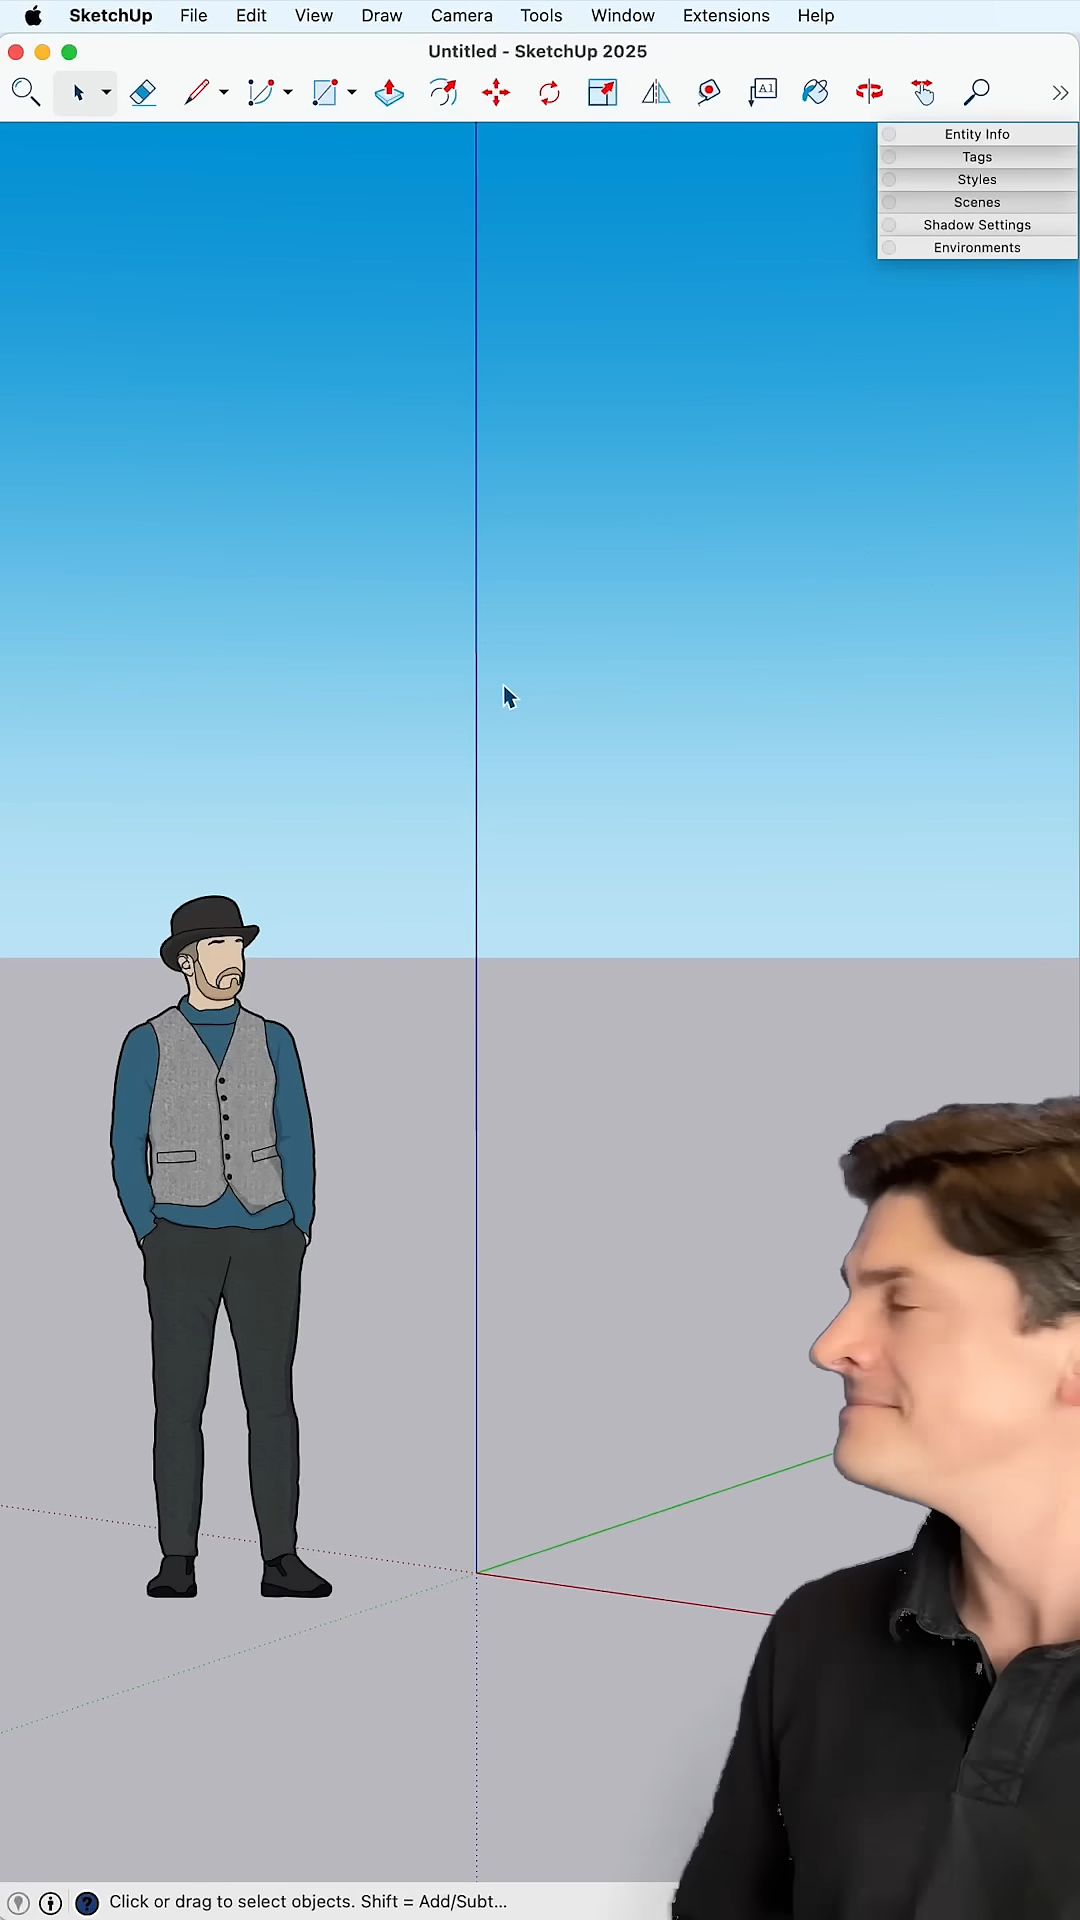 SketchUp File Edit View Draw Camera Tools Window Extensions Help
Untitled - SketchUp 2025
A1
Entity Info
Tags
Styles
Scenes
Shadow Settings
Environments
? Click or drag to select objects. Shift = Add/Subt...